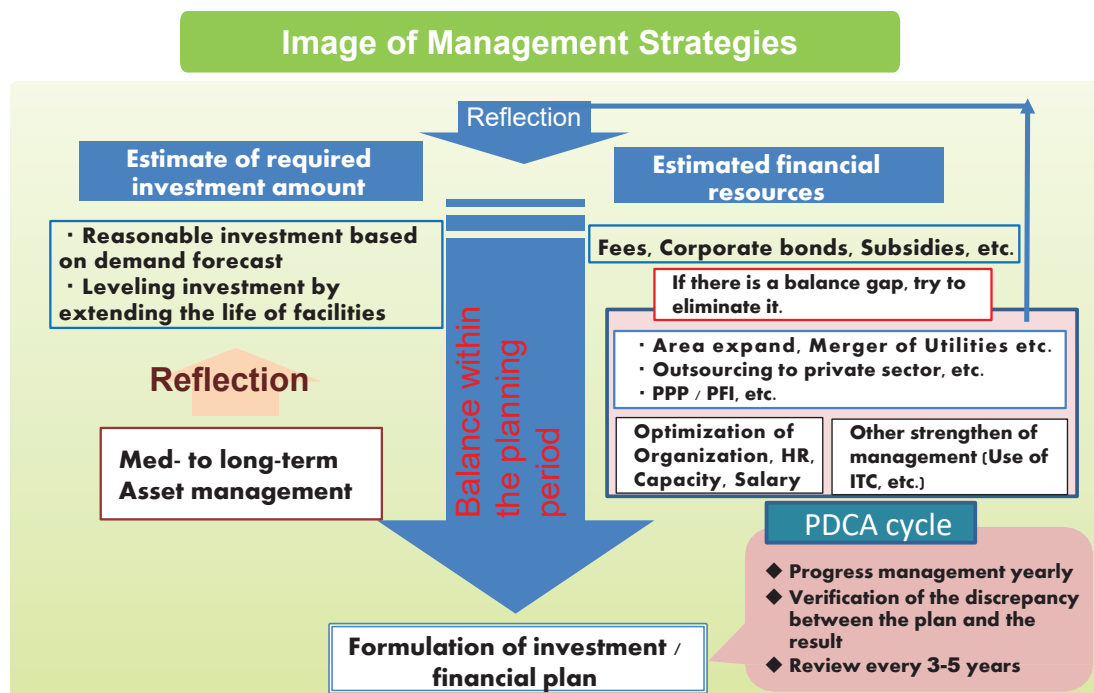 Image of Management Strategies
Reflection
Estimate of required
investment amount
Estimated financial
resources
・Reasonable investment based
on demand forecast
・Leveling investment by
extending the life of facilities
Fees, Corporate bonds, Subsidies, etc.
If there is a balance gap, try to
eliminate it.
・Area expand, Merger of Utilities etc.
・Outsourcing to private sector, etc.
・PPP / PFI, etc.
Optimization of
Organization, HR,
Capacity, Salary
Other strengthen of
management (Use of
ITC, etc.)
Reflection
Med- to long-term
Asset management
Balance within
the planning
period
PDCA cycle
◆ Progress management yearly
◆ Verification of the discrepancy
between the plan and the
result
◆ Review every 3-5 years
Formulation of investment /
financial plan